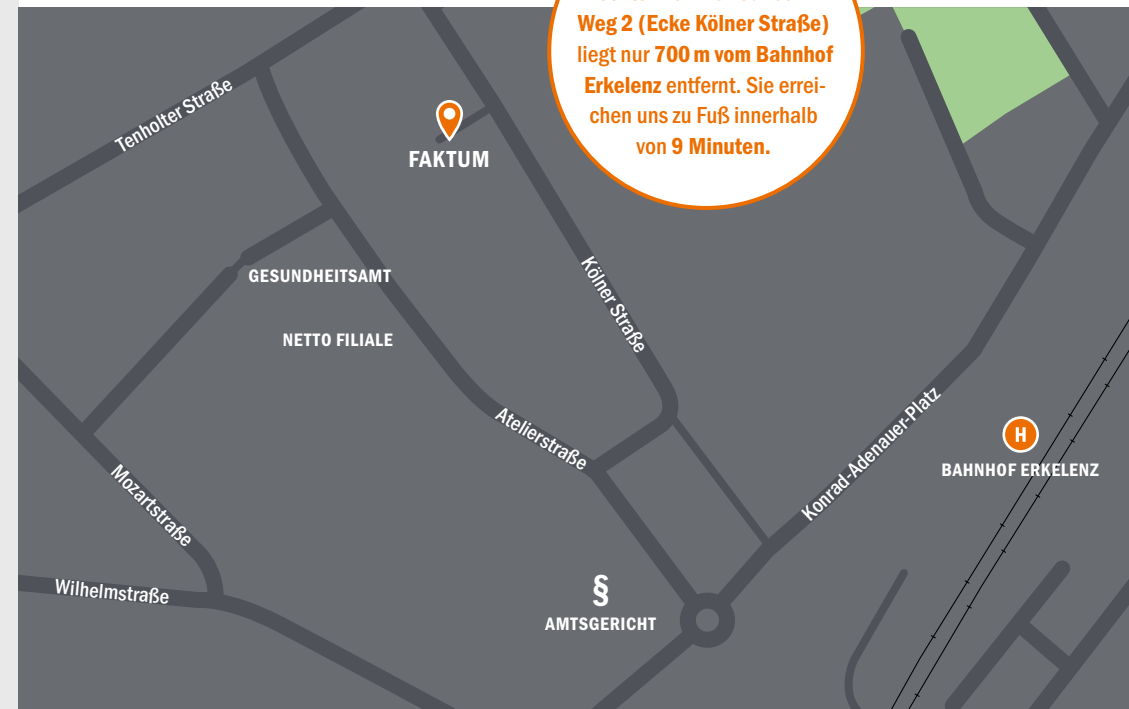 Weg 2 (Ecke Kölner Straße)
liegt nur 700 m vom Bahnhof
Erkelenz entfernt. Sie errei-
chen uns zu Fuß innerhalb
von 9 Minuten.
Tenholter Straße
FAKTUM
Kölner Straße
GESUNDHEITSAMT
NETTO FILIALE
Atelierstraße
Konrad-Adenauer-Platz
H
BAHNHOF ERKELENZ
Mozartstraße
Wilhelmstraße
§
AMTSGERICHT